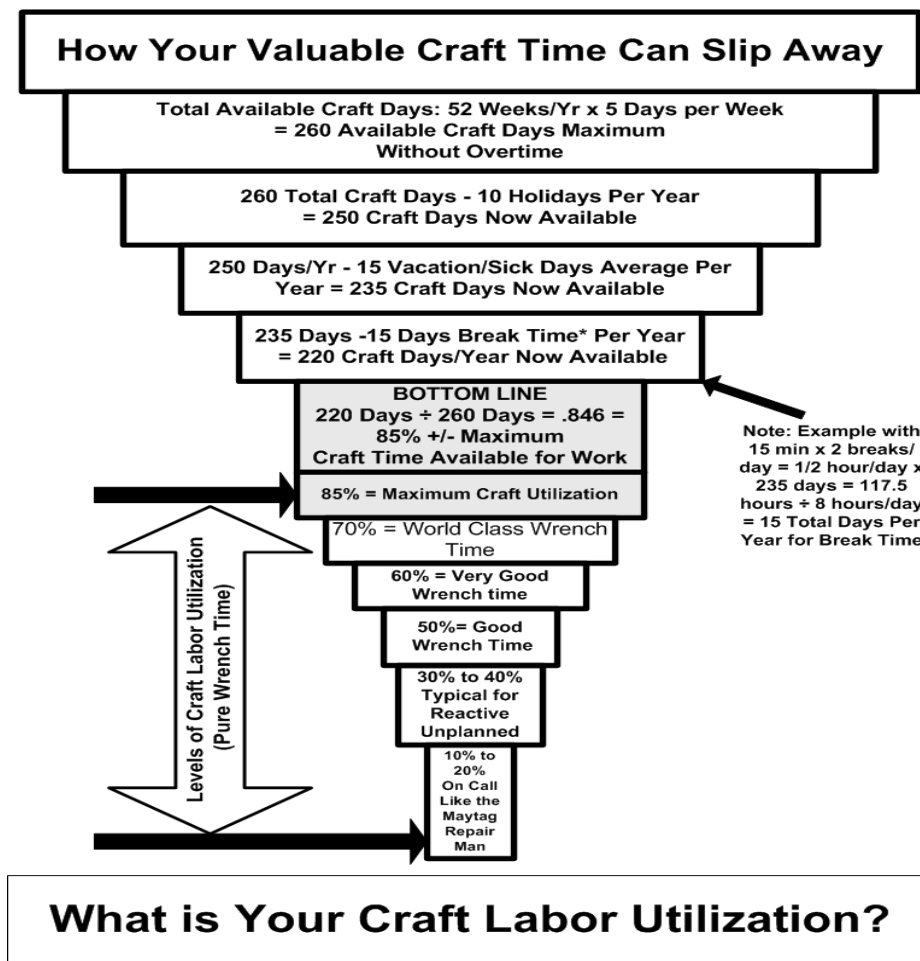 How Your Valuable Craft Time Can Slip Away
Total Available Craft Days: 52 Weeks/Yr x 5 Days per Week
= 260 Available Craft Days Maximum
Without Overtime
260 Total Craft Days - 10 Holidays Per Year
= 250 Craft Days Now Available
250 Days/Yr - 15 Vacation/Sick Days Average Per
Year = 235 Craft Days Now Available
235 Days -15 Days Break Time* Per Year
= 220 Craft Days/Year Now Available
BOTTOM LINE
220 Days ÷ 260 Days = .846 =
85% +/- Maximum
Craft Time Available for Work
Note: Example with
15 min x 2 breaks/
day = 1/2 hour/day x
235 days = 117.5
hours ÷ 8 hours/day
= 15 Total Days Per
Year for Break Time
85% = Maximum Craft Utilization
70% = World Class Wrench
Time
60% = Very Good
Wrench time
50%= Good
Wrench Time
30% to 40%
Typical for
Reactive
Unplanned
10% to
20%
On Call
Like the
Maytag
Repair
Man
Levels of Craft Labor Utilization
(Pure Wrench Time)
What is Your Craft Labor Utilization?